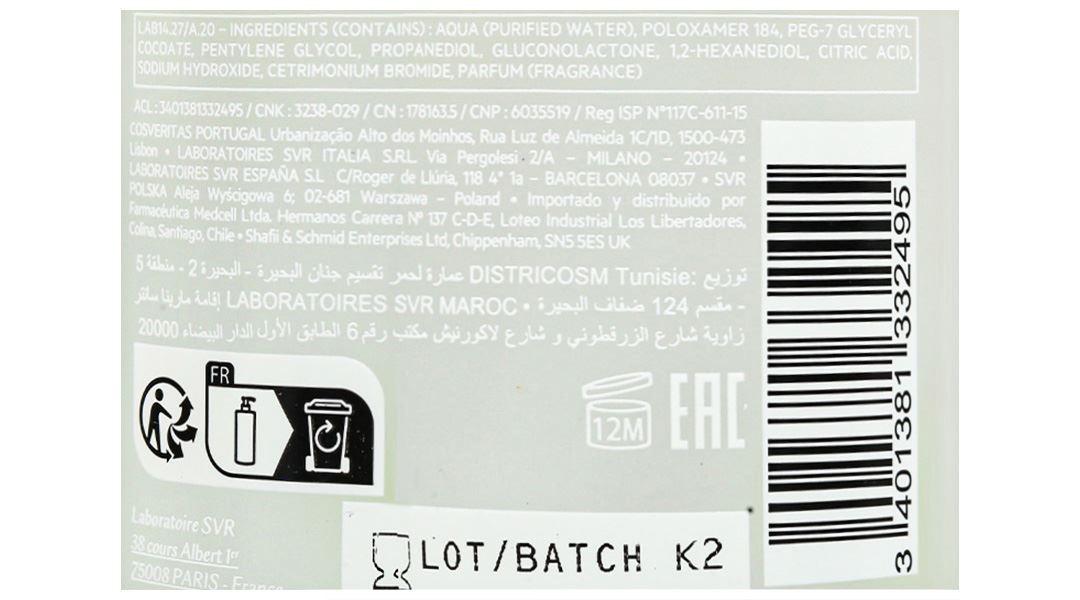 LAB14.27/A.20 – INGREDIENTS (CONTAINS) : AQUA (PURIFIED WATER), POLOXAMER 184, PEG-7 GLYCERYL
COCOATE, PENTYLENE GLYCOL, PROPANEDIOL, GLUCONOLACTONE, 1,2-HEXANEDIOL, CITRIC ACID,
SODIUM HYDROXIDE, CETRIMONIUM BROMIDE, PARFUM (FRAGRANCE)
ACL : 3401381332495 / CNK : 3238-029 / CN : 178163.5 / CNP : 6035519 / Reg ISP N°117C-611-15
COSVERITAS PORTUGAL Urbanização Alto dos Moinhos, Rua Luz de Almeida 1C/1D, 1500-473
Lisbon • LABORATOIRES SVR ITALIA S.R.L. Via Pergolesi 2/A – MILANO – 20124 •
LABORATOIRES SVR ESPAÑA S.L C/Roger de Llúria, 118 4° 1a – BARCELONA 08037 • SVR
POLSKA Aleja Wyścigowa 6; 02-681 Warszawa – Poland • Importado y distribuido por
Farmacéutica Medcell Ltda. Hermanos Carrera N° 137 C-D-E, Loteo Industrial Los Libertadores,
Colina, Santiago, Chile • Shafii & Schmid Enterprises Ltd, Chippenham, SN5 5ES UK
توزيع :DISTRICOSM Tunisie عمارة لحمر تقسيم جنان البحيرة - البحيرة 2 - منطقة 5
- مقسم 124 ضفاف البحيرة • LABORATOIRES SVR MAROC إقامة مارينا سانتر
زاوية شارع الزرقطوني و شارع لاكورنيش مكتب رقم 6 الطابق الأول الدار البيضاء 20000
FR
12M
EAC
Laboratoire SVR
38 cours Albert 1er
75008 PARIS - France
LOT/BATCH K2
3 401381 332495